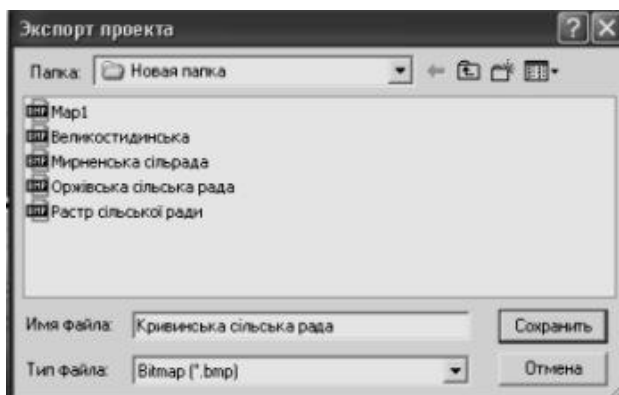 Экспорт проекта
Папка: Новая папка
Map1
Великостидинська
Мирненська сільрада
Оржівська сільська рада
Растр сільської ради
Имя файла: Кривинська сільська рада Сохранить
Тип файла: Bitmap (*.bmp) Отмена